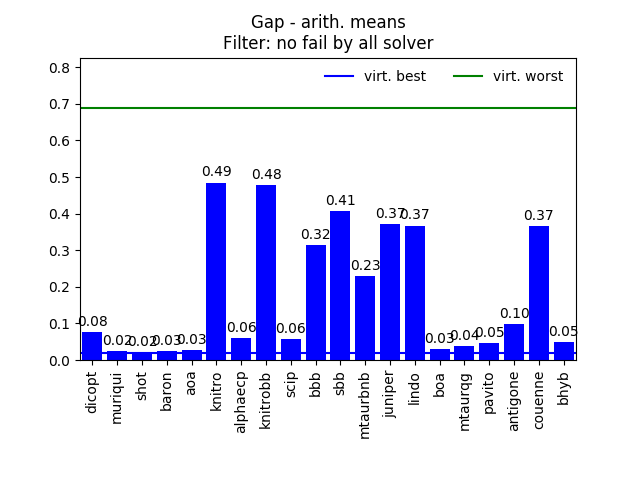 Gap - arith. means
Filter: no fail by all solver
virt. best
virt. worst
0.8
0.7
0.6
0.5
0.4
0.3
0.2
0.1
0.0
0.08
0.02
0.02
0.03
0.03
0.49
0.06
0.48
0.06
0.32
0.41
0.23
0.37
0.37
0.03
0.04
0.05
0.10
0.37
0.05
dicopt
muriqui
shot
baron
aoa
knitro
alphaecp
knitrobb
scip
bbb
sbb
mtaurbnb
juniper
lindo
boa
mtaurqg
pavito
antigone
couenne
bhyb